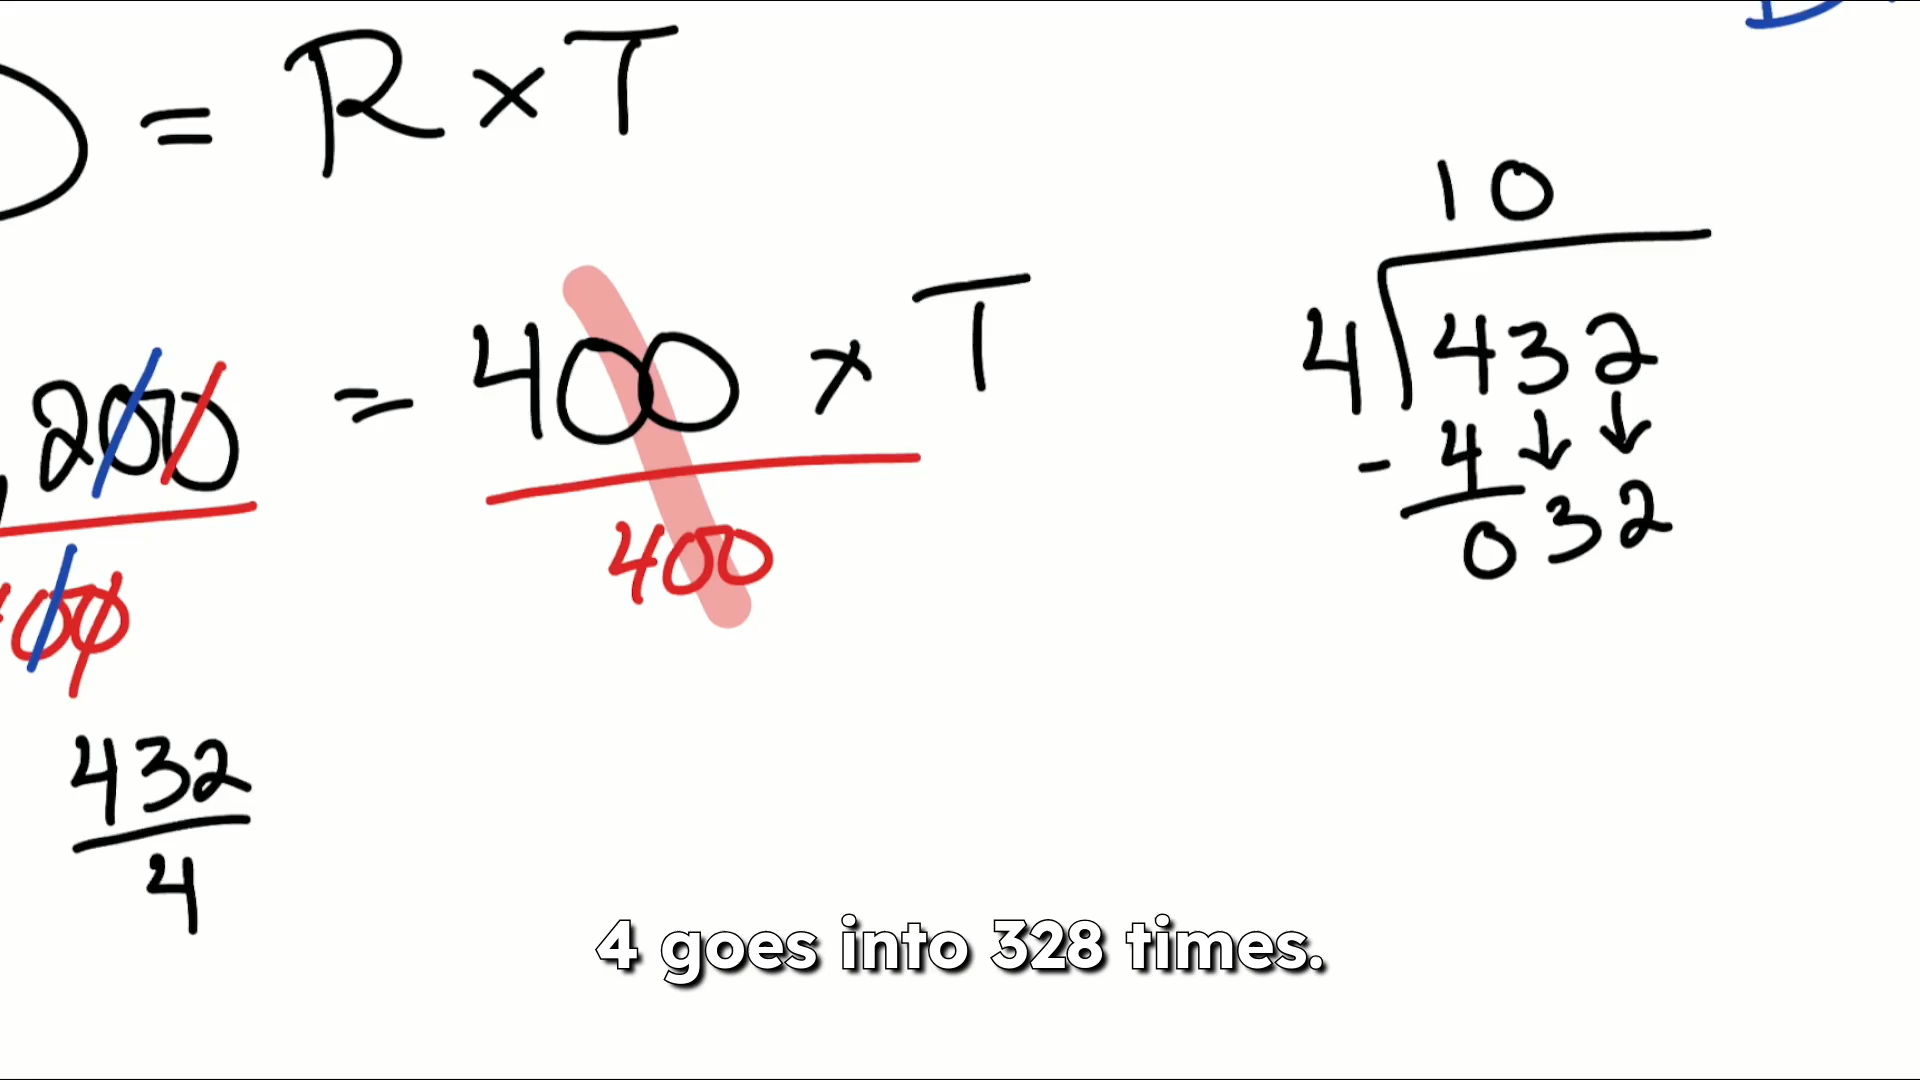 = R x T
10
,200 = 400 x T
4 432
- 4
400
032
00
432
4
4 goes into 328 times.